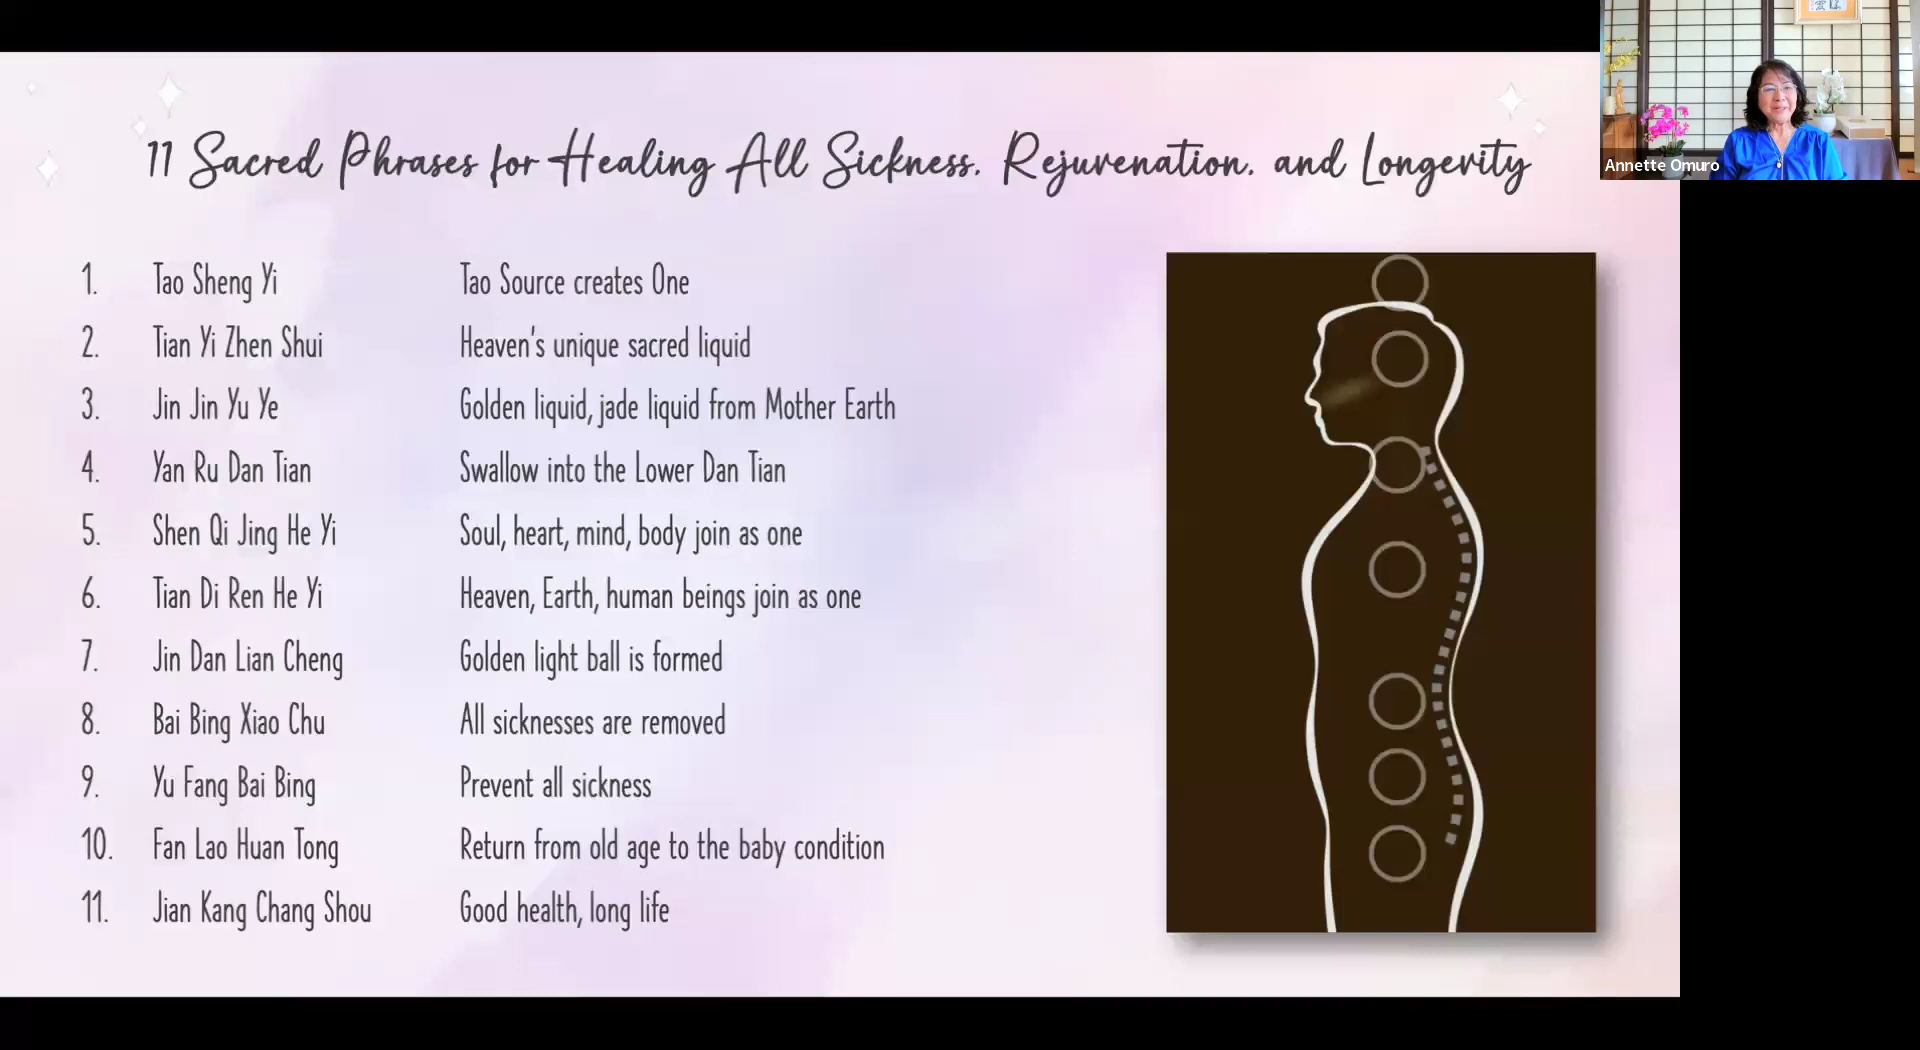 11 Sacred Phrases for Healing All Sickness, Rejuvenation, and Longevity
1. Tao Sheng Yi Tao Source creates One
2. Tian Yi Zhen Shui Heaven's unique sacred liquid
3. Jin Jin Yu Ye Golden liquid, jade liquid from Mother Earth
4. Yan Ru Dan Tian Swallow into the Lower Dan Tian
5. Shen Qi Jing He Yi Soul, heart, mind, body join as one
6. Tian Di Ren He Yi Heaven, Earth, human beings join as one
7. Jin Dan Lian Cheng Golden light ball is formed
8. Bai Bing Xiao Chu All sicknesses are removed
9. Yu Fang Bai Bing Prevent all sickness
10. Fan Lao Huan Tong Return from old age to the baby condition
11. Jian Kang Chang Shou Good health, long life
Annette Omuro